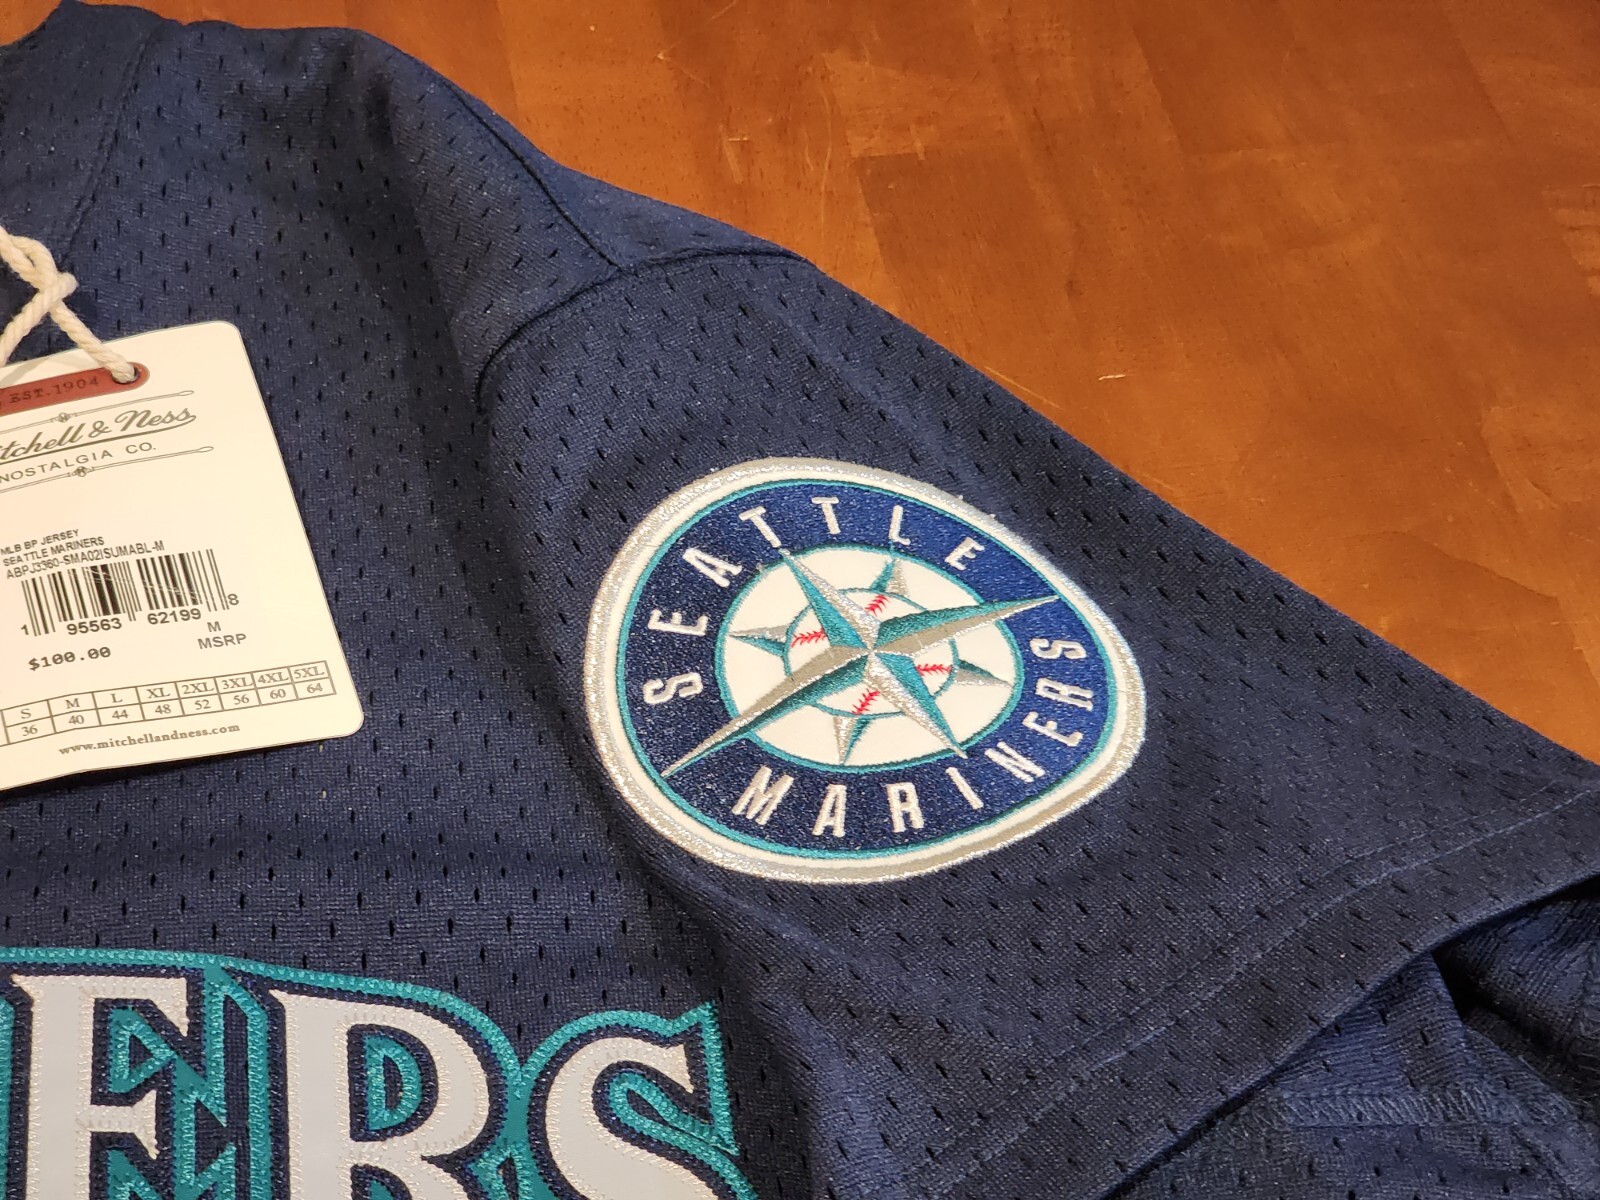 EST.1904
& Ness
NOSTALGIA CO.
MLB BP JERSEY
SEATTLE MARINERS
ABPJ3360-SMA02ISUMABL-M
1 95563 62199 8
M
$100.00 MSRP
S M L XL 2XL 3XL 4XL 5XL
36 40 44 48 52 56 60 64
www.mitchellandness.com
SEATTLE
MARINERS
ERS